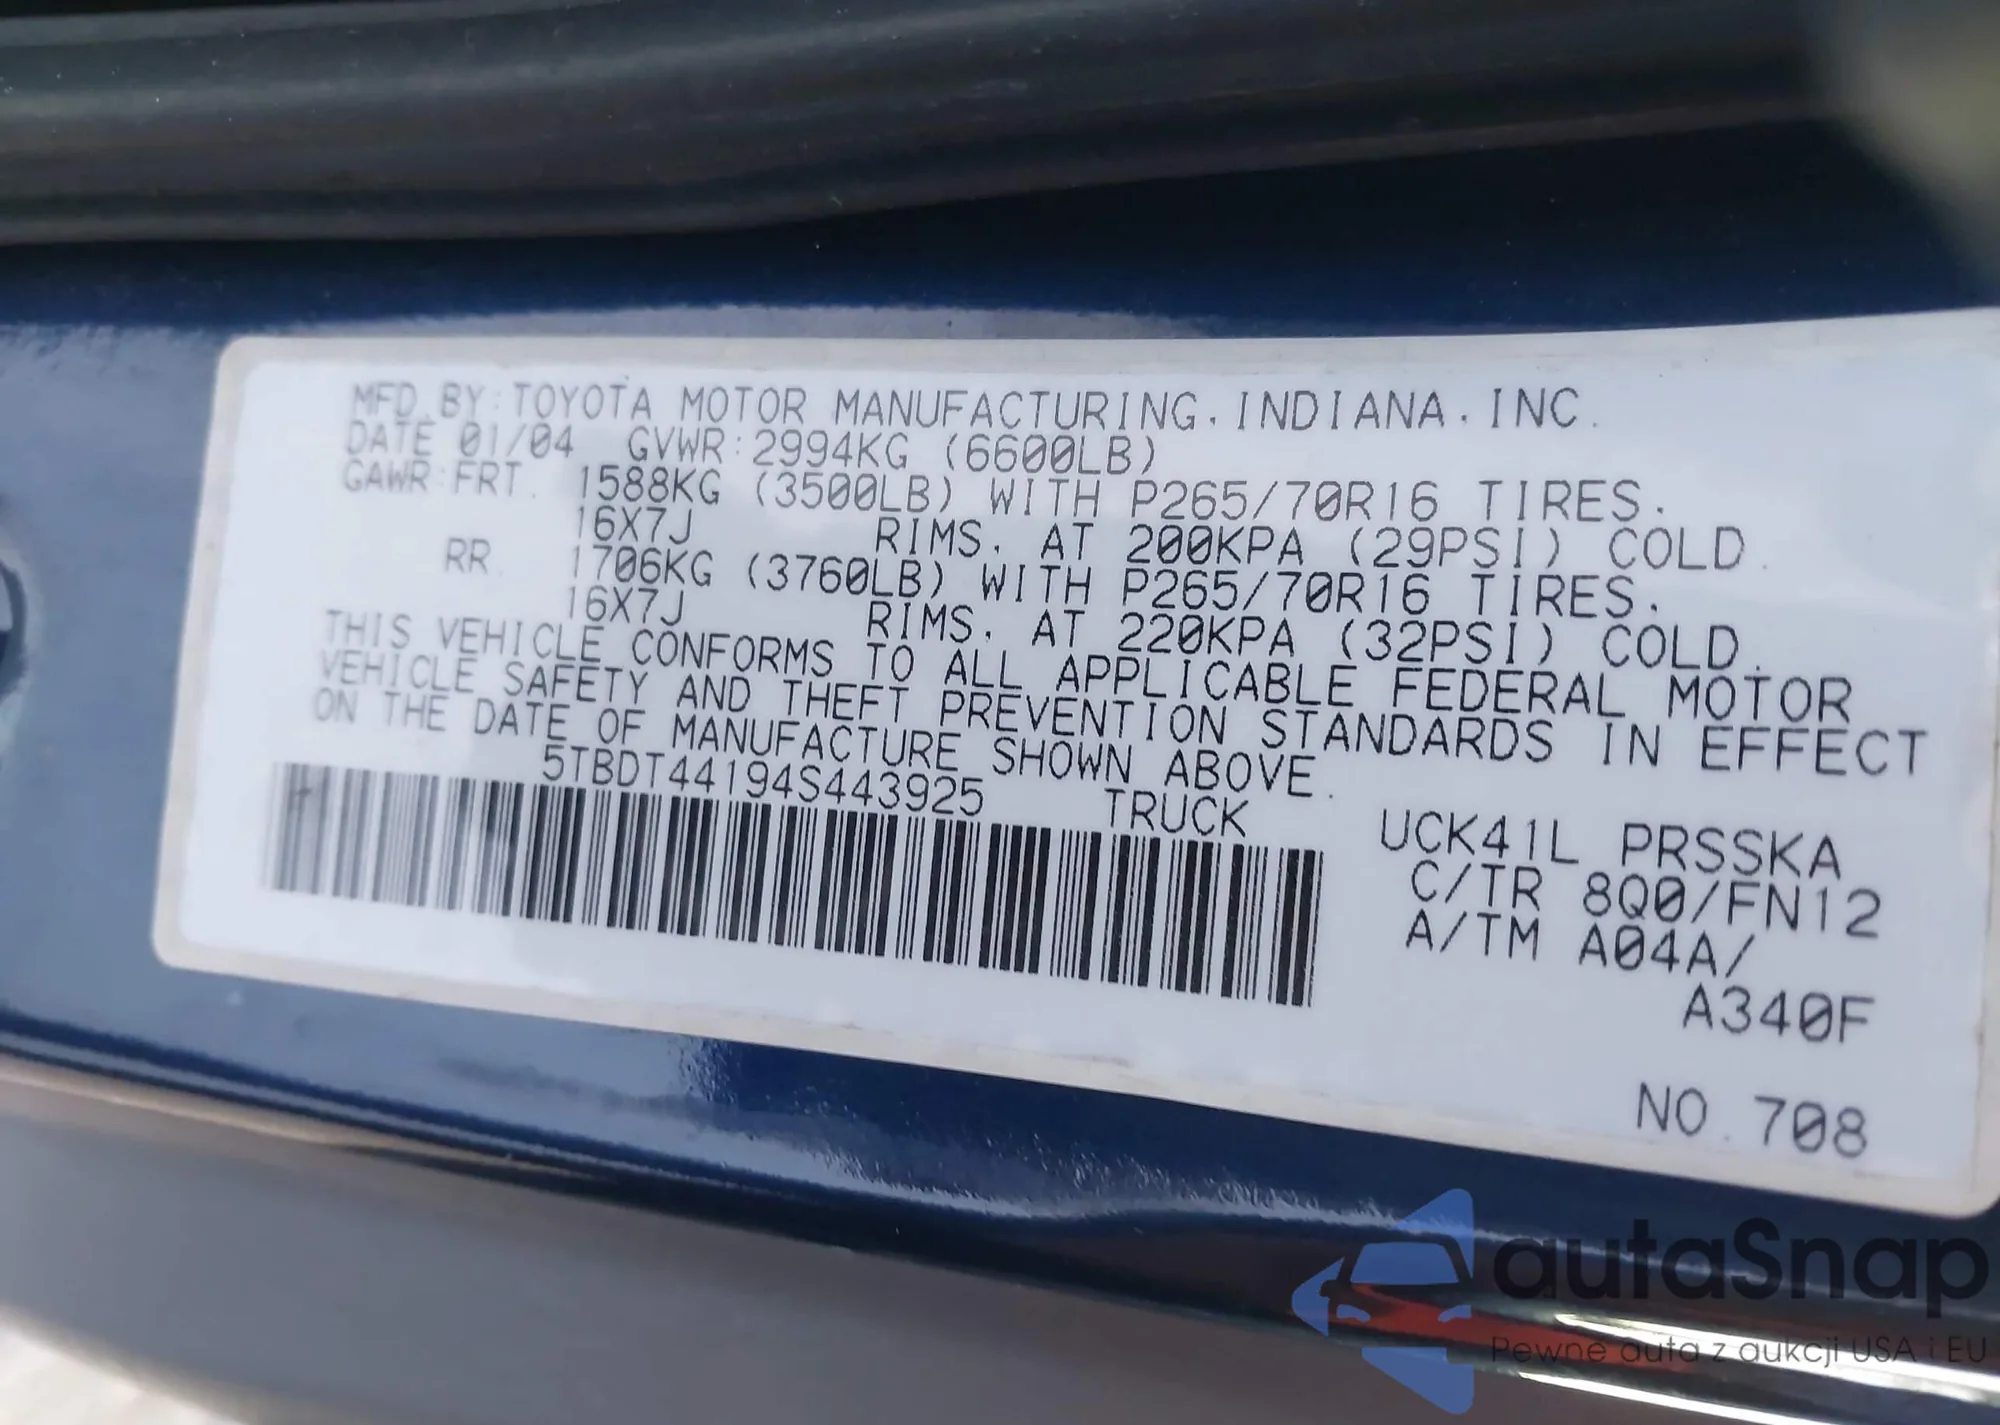 MFD.BY:TOYOTA MOTOR MANUFACTURING.INDIANA.INC.
DATE 01/04 GVWR:2994KG (6600LB)
GAWR:FRT. 1588KG (3500LB) WITH P265/70R16 TIRES.
16X7J RIMS. AT 200KPA (29PSI) COLD.
RR. 1706KG (3760LB) WITH P265/70R16 TIRES.
16X7J RIMS. AT 220KPA (32PSI) COLD.
THIS VEHICLE CONFORMS TO ALL APPLICABLE FEDERAL MOTOR
VEHICLE SAFETY AND THEFT PREVENTION STANDARDS IN EFFECT
ON THE DATE OF MANUFACTURE SHOWN ABOVE.
5TBDT44194S443925 TRUCK
UCK41L PRSSKA
C/TR 8Q0/FN12
A/TM A04A/
A340F
NO.708
autaSnap
Pewne auta z aukcji USA i EU